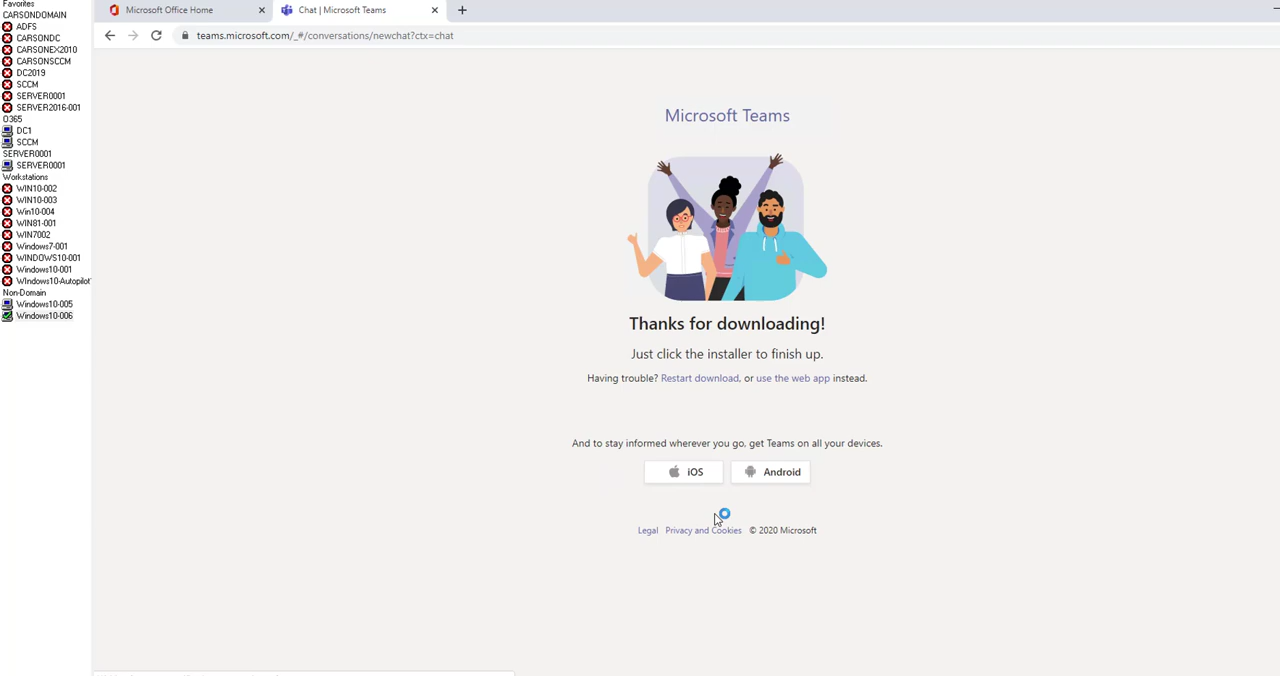 Favorites
CARSONDOMAIN
ADFS
CARSONDC
CARSONEX2010
CARSONSCCM
DC2019
SCCM
SERVER0001
SERVER2016-001
O365
DC1
SCCM
SERVER0001
SERVER0001
Workstations
WIN10-002
WIN10-003
Win10-004
WIN81-001
WIN7002
Windows7-001
WINDOWS10-001
Windows10-001
WIndows10-Autopilot
Non-Domain
Windows10-005
Windows10-006
Microsoft Office Home
Chat | Microsoft Teams
teams.microsoft.com/_#/conversations/newchat?ctx=chat
Microsoft Teams
Thanks for downloading!
Just click the installer to finish up.
Having trouble? Restart download, or use the web app instead.
And to stay informed wherever you go, get Teams on all your devices.
iOS
Android
Legal Privacy and Cookies © 2020 Microsoft